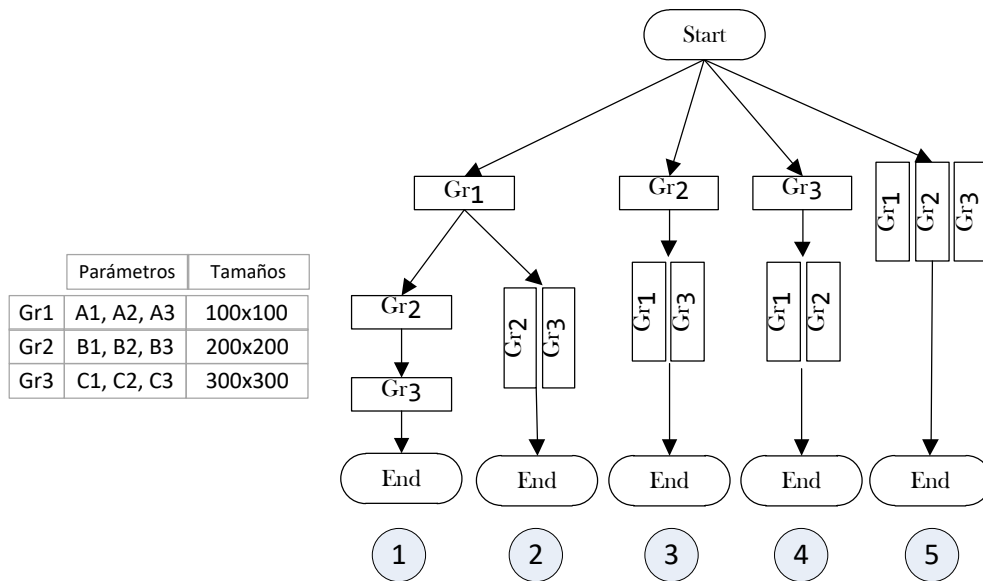 Start
Gr1
Gr2
Gr3
Gr1
Gr2
Gr3
Parámetros Tamaños
Gr1 A1, A2, A3 100x100
Gr2 B1, B2, B3 200x200
Gr3 C1, C2, C3 300x300
Gr2
Gr3
Gr2
Gr3
Gr1
Gr3
Gr1
Gr2
End
End
End
End
End
1
2
3
4
5